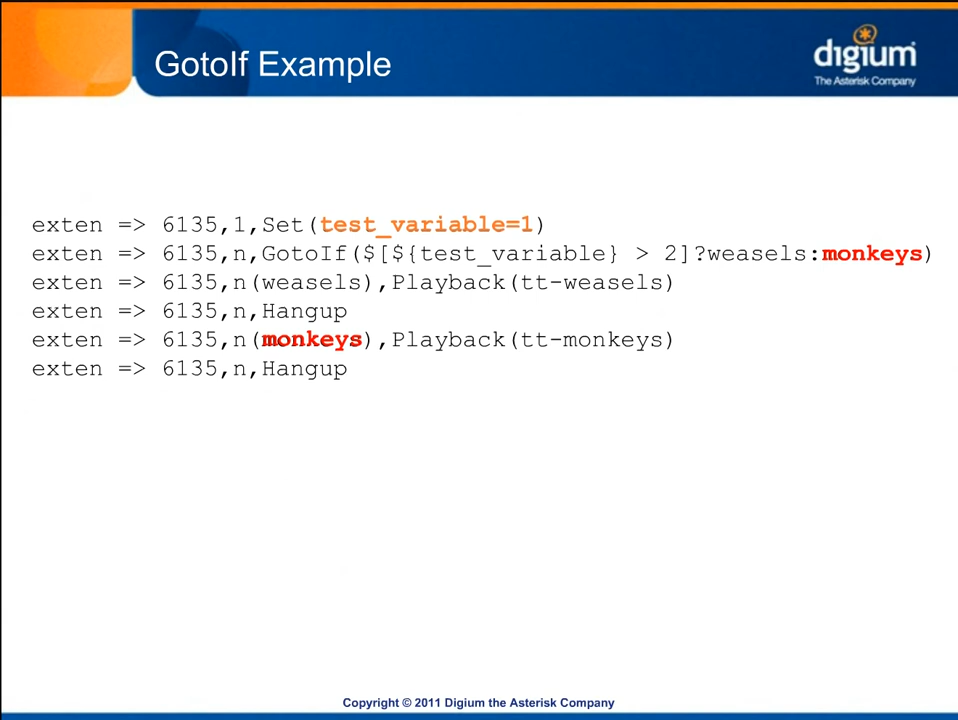 GotoIf Example
digium
The Asterisk Company
exten => 6135,1,Set(test_variable=1)
exten => 6135,n,GotoIf($[${test_variable} > 2]?weasels:monkeys)
exten => 6135,n(weasels),Playback(tt-weasels)
exten => 6135,n,Hangup
exten => 6135,n(monkeys),Playback(tt-monkeys)
exten => 6135,n,Hangup
Copyright © 2011 Digium the Asterisk Company